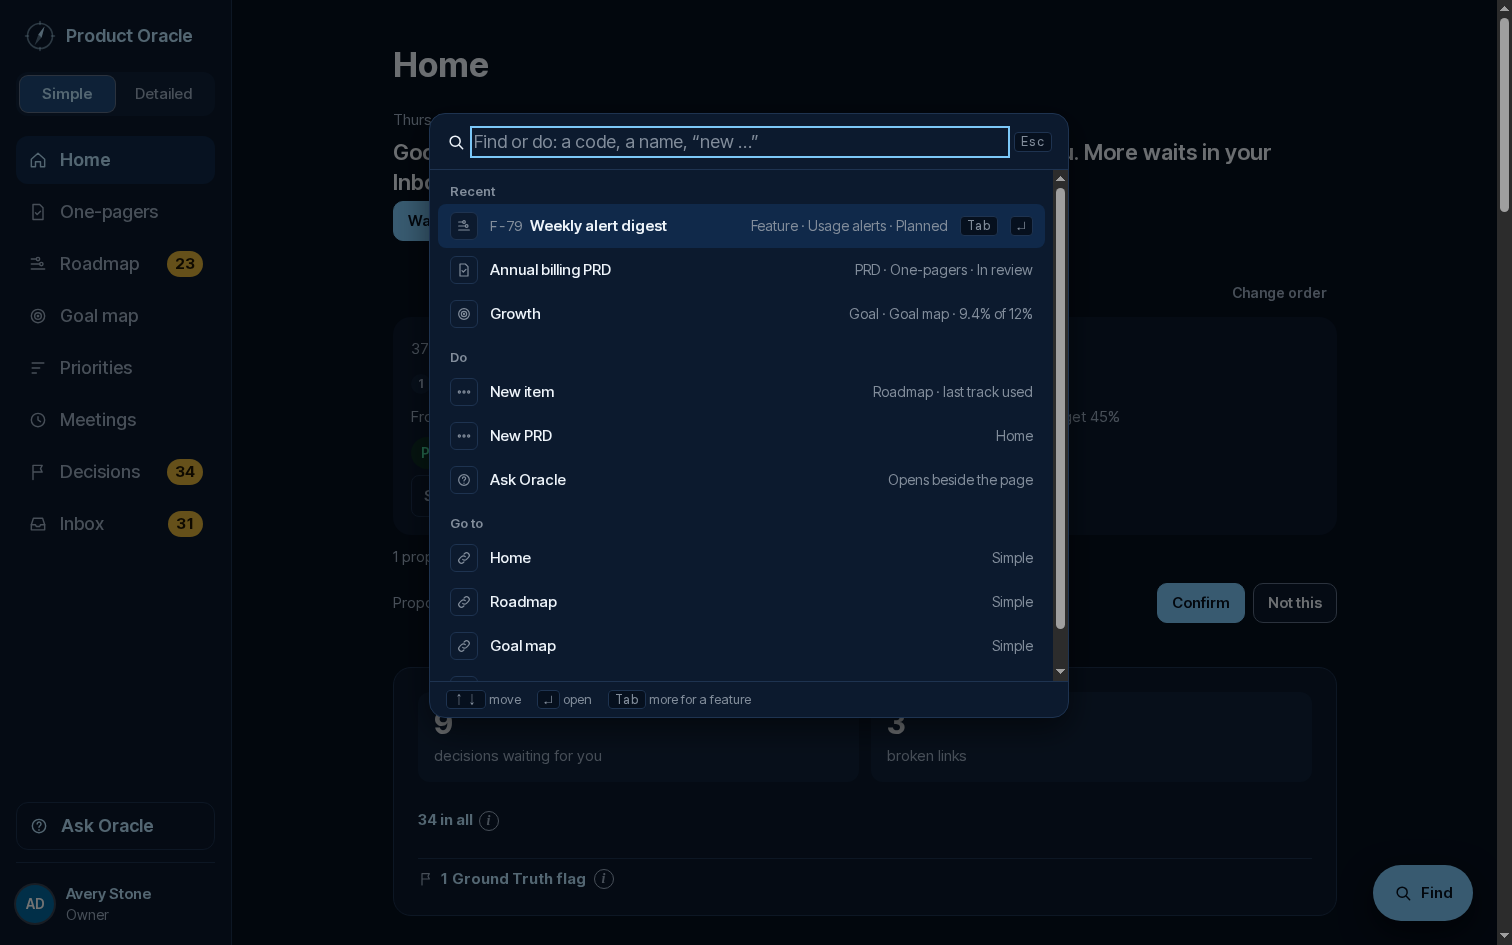 Product Oracle
Simple
Detailed
Home
One-pagers
Roadmap 23
Goal map
Priorities
Meetings
Decisions 34
Inbox 31
Ask Oracle
AD
Avery Stone
Owner
Home
More waits in your
Change order
37
1
get 45%
Confirm
Not this
9
decisions waiting for you
3
broken links
34 in all
1 Ground Truth flag
Find
Find or do: a code, a name, “new …”
Esc
Recent
F-79 Weekly alert digest Feature · Usage alerts · Planned Tab ↵
Annual billing PRD PRD · One-pagers · In review
Growth Goal · Goal map · 9.4% of 12%
Do
New item Roadmap · last track used
New PRD Home
Ask Oracle Opens beside the page
Go to
Home Simple
Roadmap Simple
Goal map Simple
↑ ↓ move ↵ open Tab more for a feature